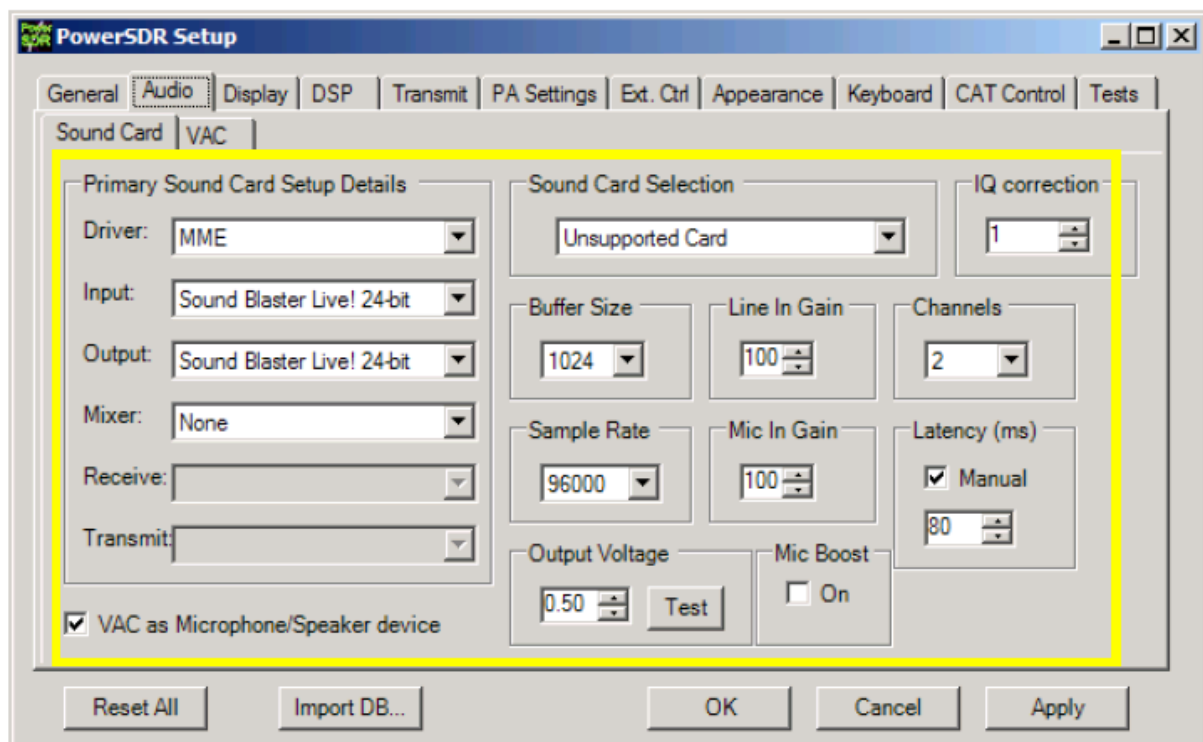 PowerSDR Setup
General Audio Display DSP Transmit PA Settings Ext. Ctrl Appearance Keyboard CAT Control Tests
Sound Card VAC
Primary Sound Card Setup Details
Driver: MME
Input: Sound Blaster Live! 24-bit
Output: Sound Blaster Live! 24-bit
Mixer: None
Receive:
Transmit:
VAC as Microphone/Speaker device
Sound Card Selection
Unsupported Card
IQ correction
1
Buffer Size
1024
Line In Gain
100
Channels
2
Sample Rate
96000
Mic In Gain
100
Latency (ms)
Manual
80
Output Voltage
0.50 Test
Mic Boost
On
Reset All Import DB... OK Cancel Apply